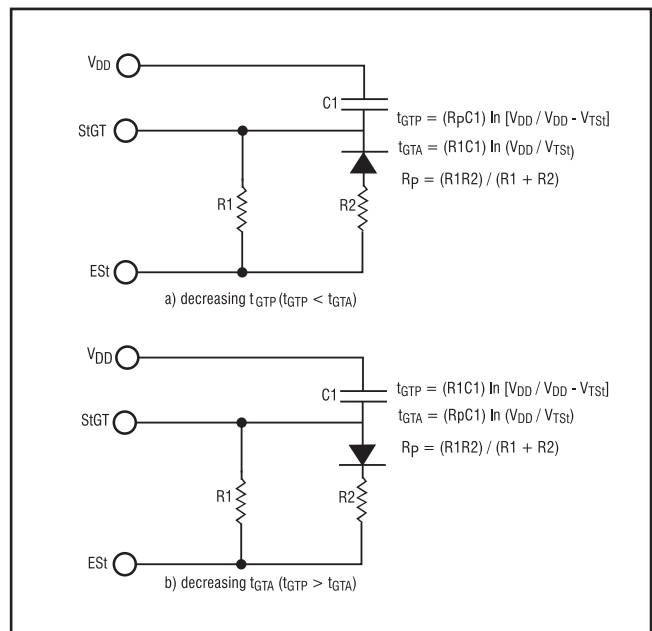 VDD
C1
tGTP = (RpC1) ln [VDD / VDD - VTSt]
StGT
tGTA = (R1C1) ln (VDD / VTSt)
RP = (R1R2) / (R1 + R2)
R1
R2
ESt
a) decreasing tGTP (tGTP < tGTA)
VDD
C1
tGTP = (R1C1) ln [VDD / VDD - VTSt]
StGT
tGTA = (RpC1) ln (VDD / VTSt)
RP = (R1R2) / (R1 + R2)
R1
R2
ESt
b) decreasing tGTA (tGTP > tGTA)